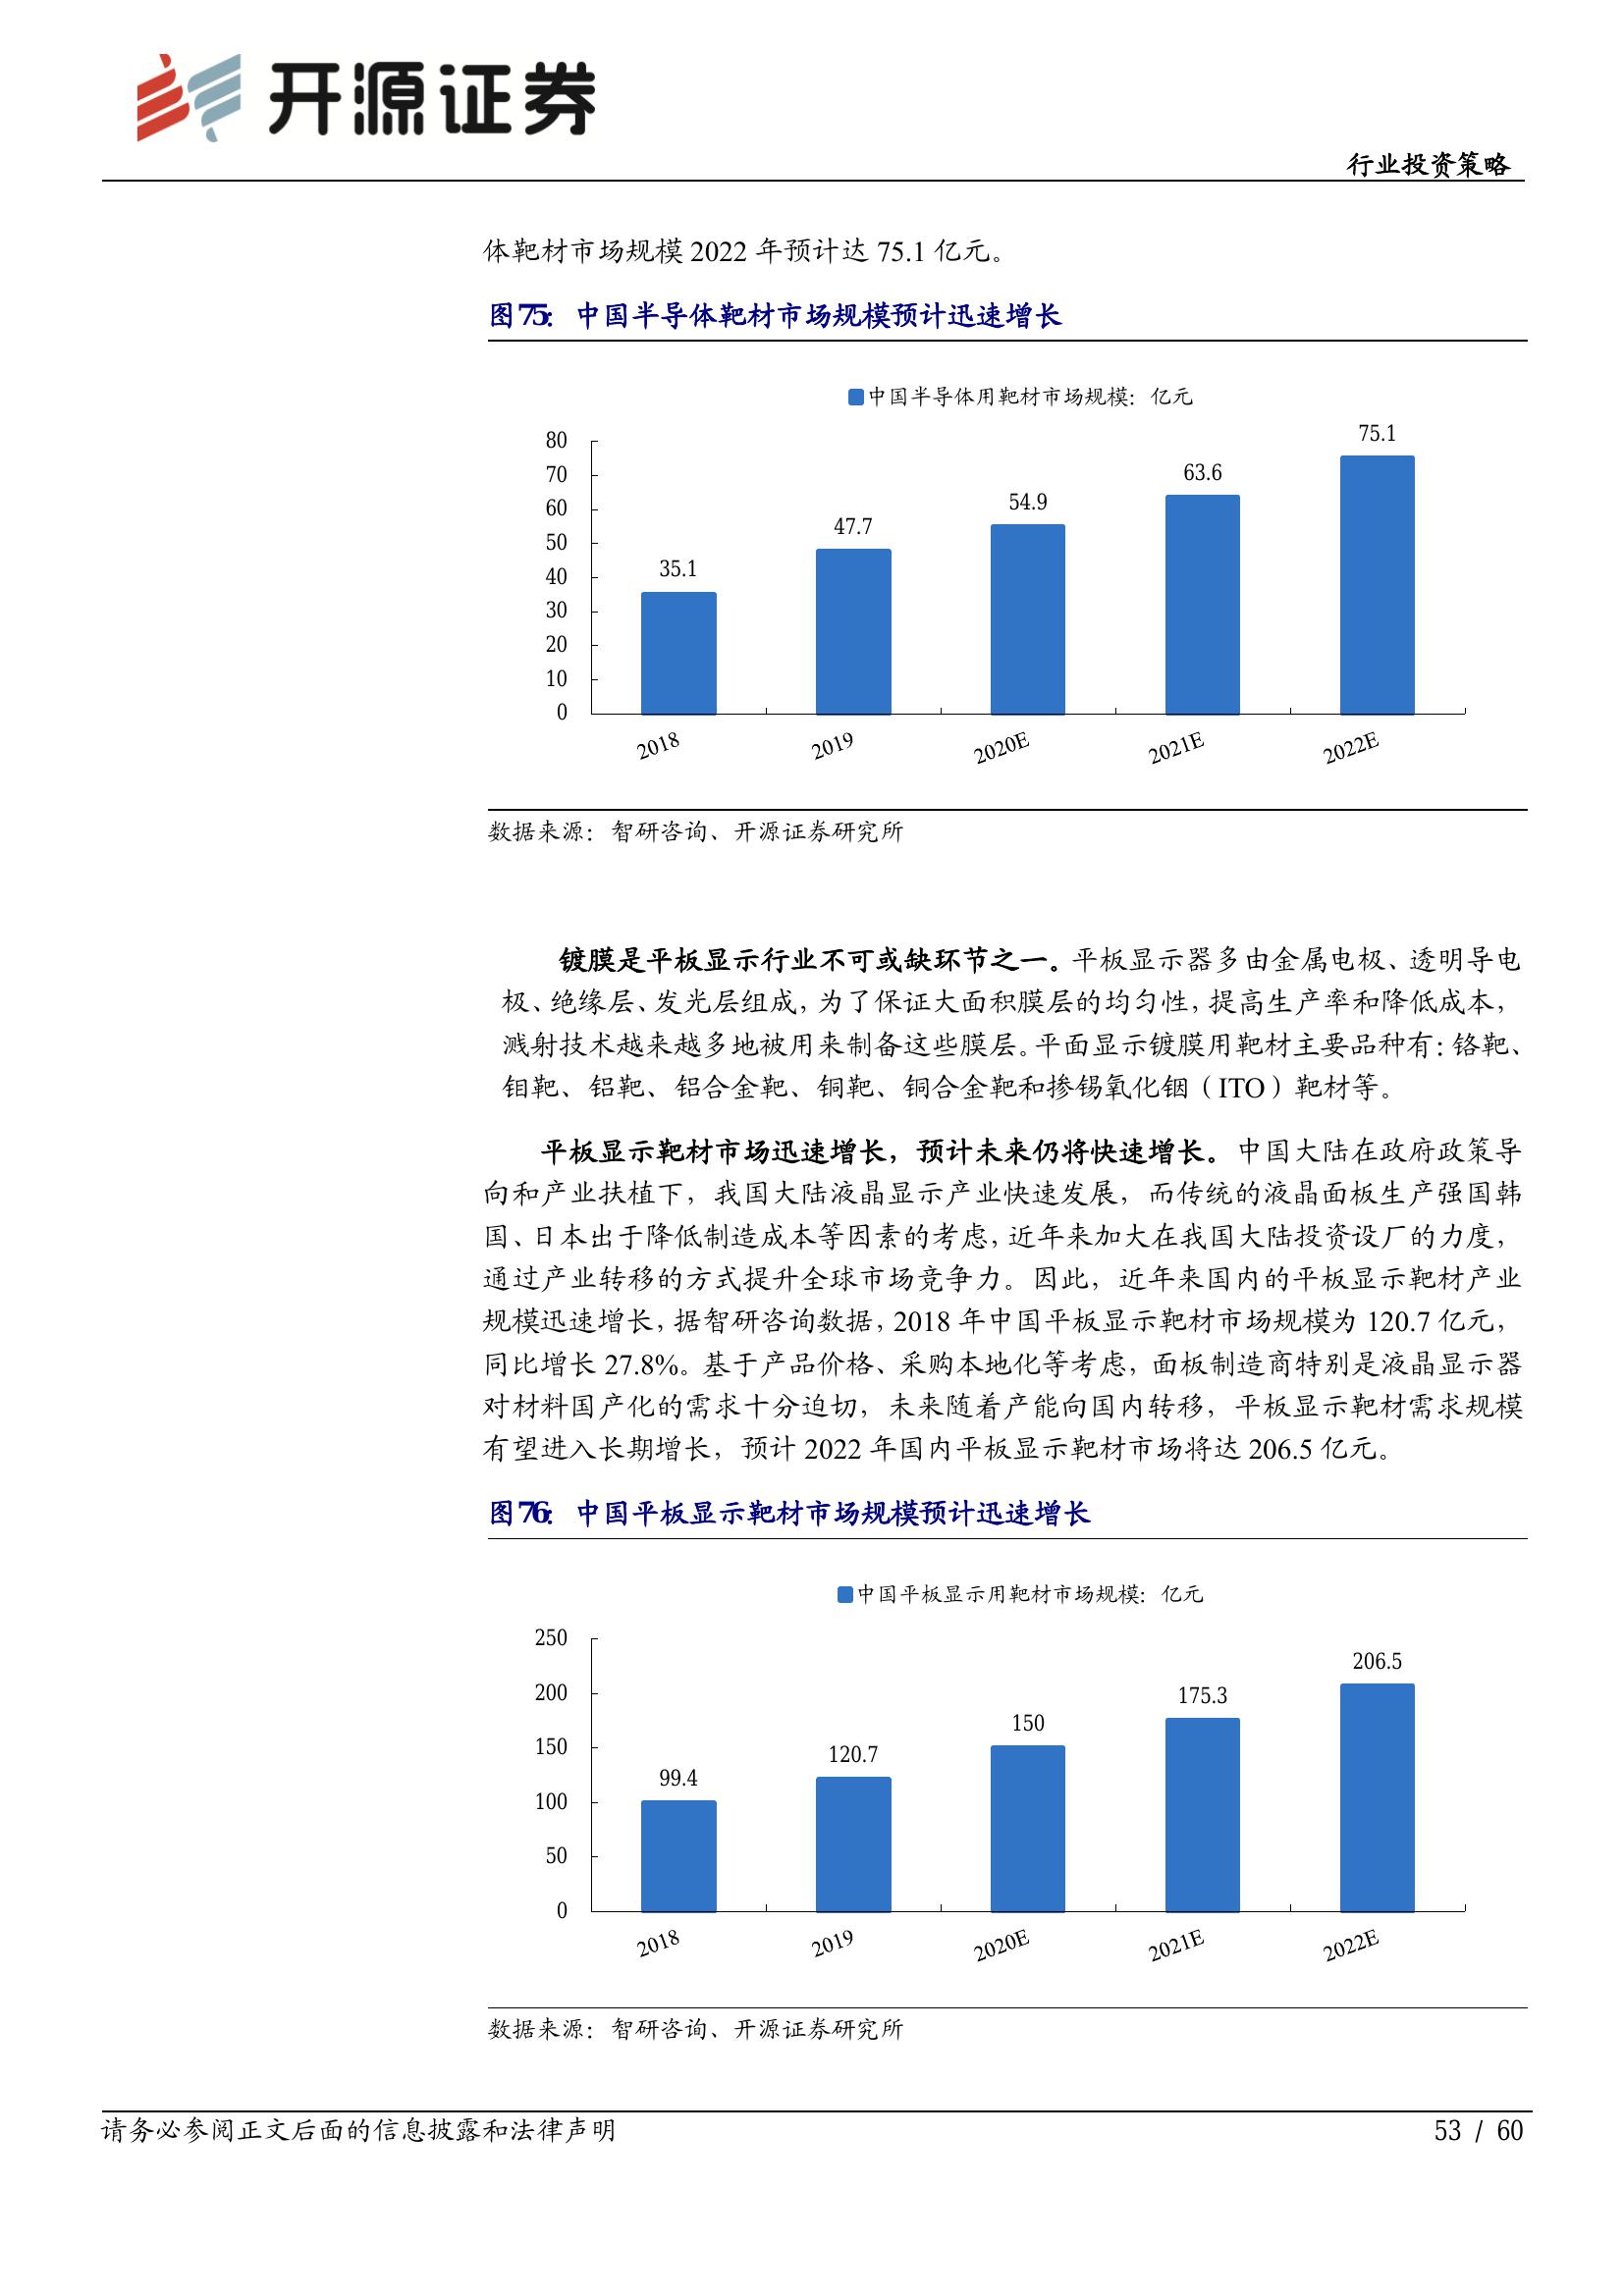 开源证券
行业投资策略
体靶材市场规模 2022 年预计达 75.1 亿元。
图75：中国半导体靶材市场规模预计迅速增长
中国半导体用靶材市场规模：亿元
80
70
60
50
40
30
20
10
0
35.1
47.7
54.9
63.6
75.1
2018
2019
2020E
2021E
2022E
数据来源：智研咨询、开源证券研究所
镀膜是平板显示行业不可或缺环节之一。平板显示器多由金属电极、透明导电
极、绝缘层、发光层组成，为了保证大面积膜层的均匀性，提高生产率和降低成本，
溅射技术越来越多地被用来制备这些膜层。平面显示镀膜用靶材主要品种有：铬靶、
钼靶、铝靶、铝合金靶、铜靶、铜合金靶和掺锡氧化铟（ITO）靶材等。
平板显示靶材市场迅速增长，预计未来仍将快速增长。中国大陆在政府政策导
向和产业扶植下，我国大陆液晶显示产业快速发展，而传统的液晶面板生产强国韩
国、日本出于降低制造成本等因素的考虑，近年来加大在我国大陆投资设厂的力度，
通过产业转移的方式提升全球市场竞争力。因此，近年来国内的平板显示靶材产业
规模迅速增长，据智研咨询数据，2018 年中国平板显示靶材市场规模为 120.7 亿元，
同比增长 27.8%。基于产品价格、采购本地化等考虑，面板制造商特别是液晶显示器
对材料国产化的需求十分迫切，未来随着产能向国内转移，平板显示靶材需求规模
有望进入长期增长，预计 2022 年国内平板显示靶材市场将达 206.5 亿元。
图76：中国平板显示靶材市场规模预计迅速增长
中国平板显示用靶材市场规模：亿元
250
200
150
100
50
0
99.4
120.7
150
175.3
206.5
2018
2019
2020E
2021E
2022E
数据来源：智研咨询、开源证券研究所
请务必参阅正文后面的信息披露和法律声明
53 / 60